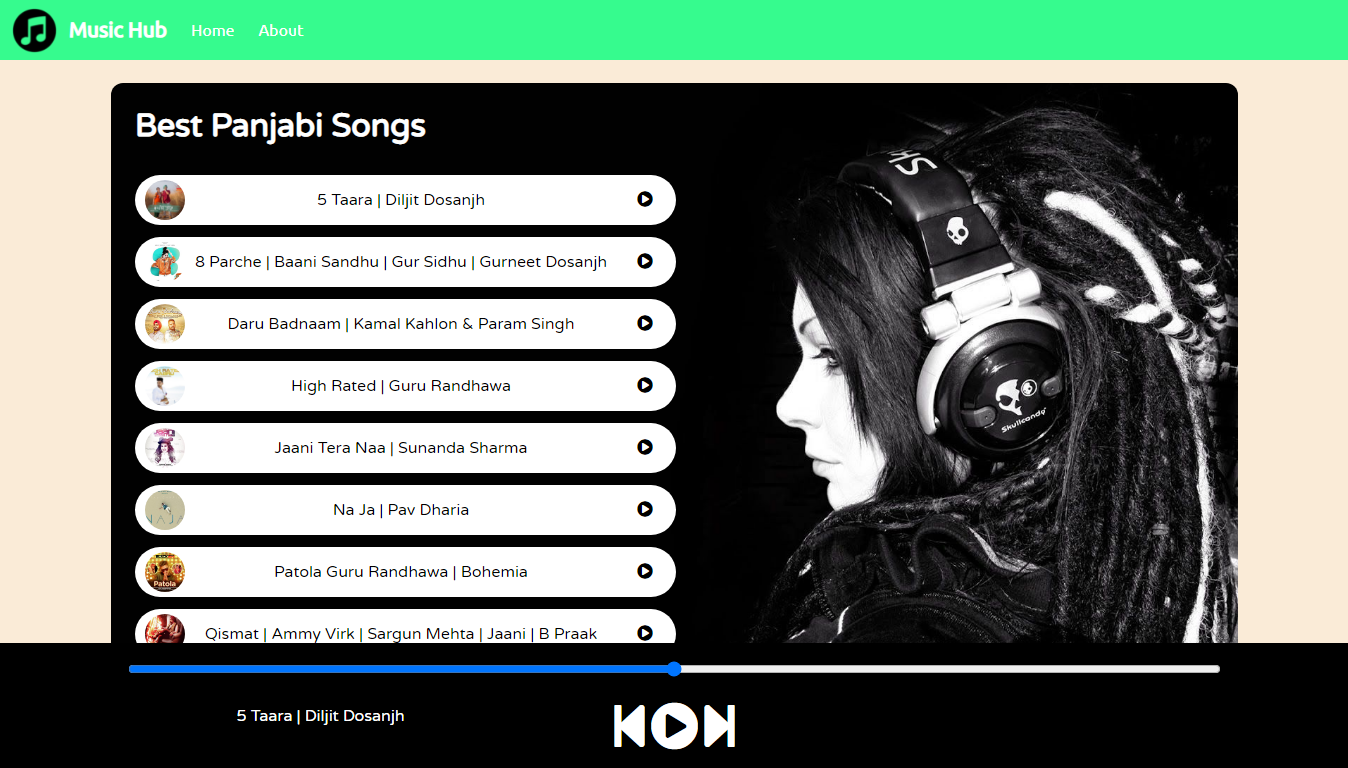 Music Hub Home About
Best Panjabi Songs
5 Taara | Diljit Dosanjh
8 Parche | Baani Sandhu | Gur Sidhu | Gurneet Dosanjh
Daru Badnaam | Kamal Kahlon & Param Singh
High Rated | Guru Randhawa
Jaani Tera Naa | Sunanda Sharma
Na Ja | Pav Dharia
Patola Guru Randhawa | Bohemia
Patola
Qismat | Ammy Virk | Sargun Mehta | Jaani | B Praak
Skullcandy
5 Taara | Diljit Dosanjh